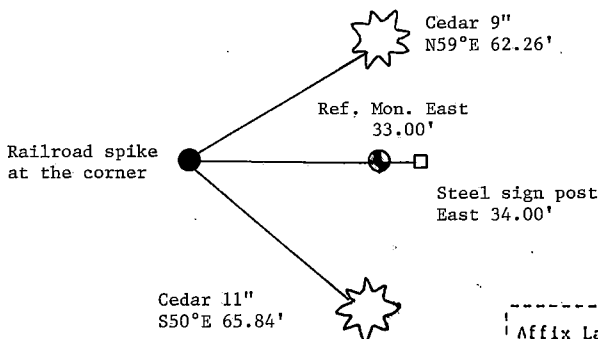 Cedar 9"
N59°E 62.26'
Ref. Mon. East
33.00'
Railroad spike
at the corner
Steel sign post
East 34.00'
Cedar 11"
S50°E 65.84'
Affix La